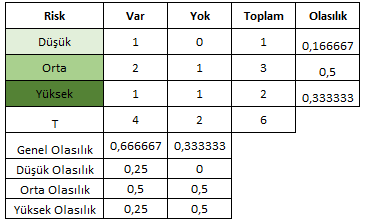 Risk Var Yok Toplam Olasılık
Düşük 1 0 1 0,166667
Orta 2 1 3 0,5
Yüksek 1 1 2 0,333333
T 4 2 6
Genel Olasılık 0,666667 0,333333
Düşük Olasılık 0,25 0
Orta Olasılık 0,5 0,5
Yüksek Olasılık 0,25 0,5